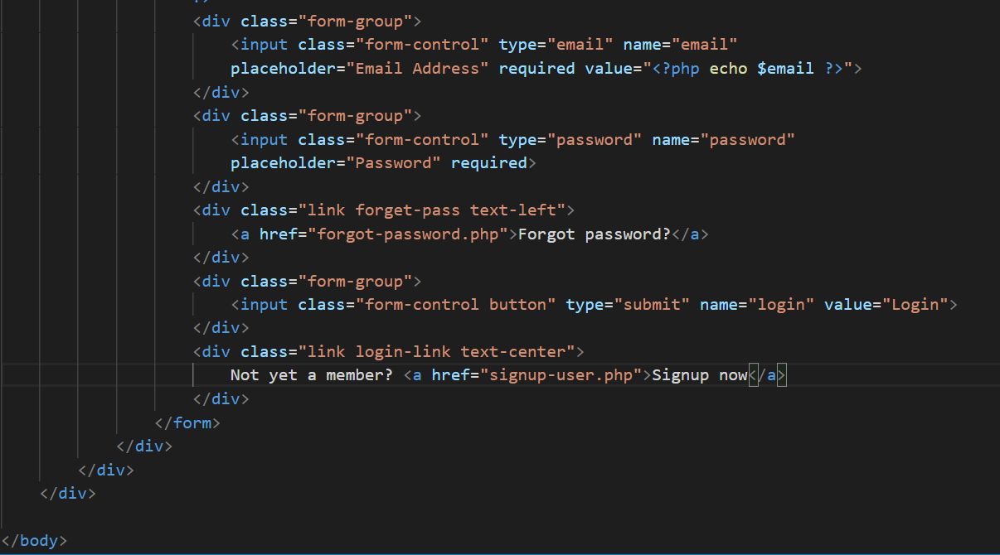 ?>
<div class="form-group">
<input class="form-control" type="email" name="email"
placeholder="Email Address" required value="<?php echo $email ?>">
</div>
<div class="form-group">
<input class="form-control" type="password" name="password"
placeholder="Password" required>
</div>
<div class="link forget-pass text-left">
<a href="forgot-password.php">Forgot password?</a>
</div>
<div class="form-group">
<input class="form-control button" type="submit" name="login" value="Login">
</div>
<div class="link login-link text-center">
Not yet a member? <a href="signup-user.php">Signup now</a>
</div>
</form>
</div>
</div>
</div>
</body>